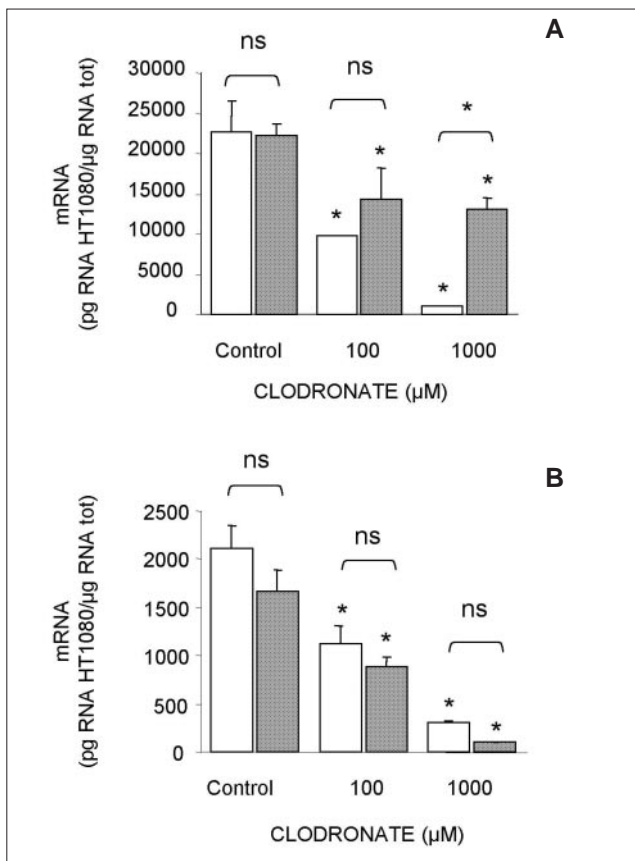 A
ns
ns
*
30000
25000
20000
15000
10000
5000
0
*
*
*
*
mRNA
(pg RNA HT1080/µg RNA tot)
Control
100
1000
CLODRONATE (µM)
B
ns
ns
ns
2500
2000
1500
1000
500
0
*
*
*
*
mRNA
(pg RNA HT1080/µg RNA tot)
Control
100
1000
CLODRONATE (µM)